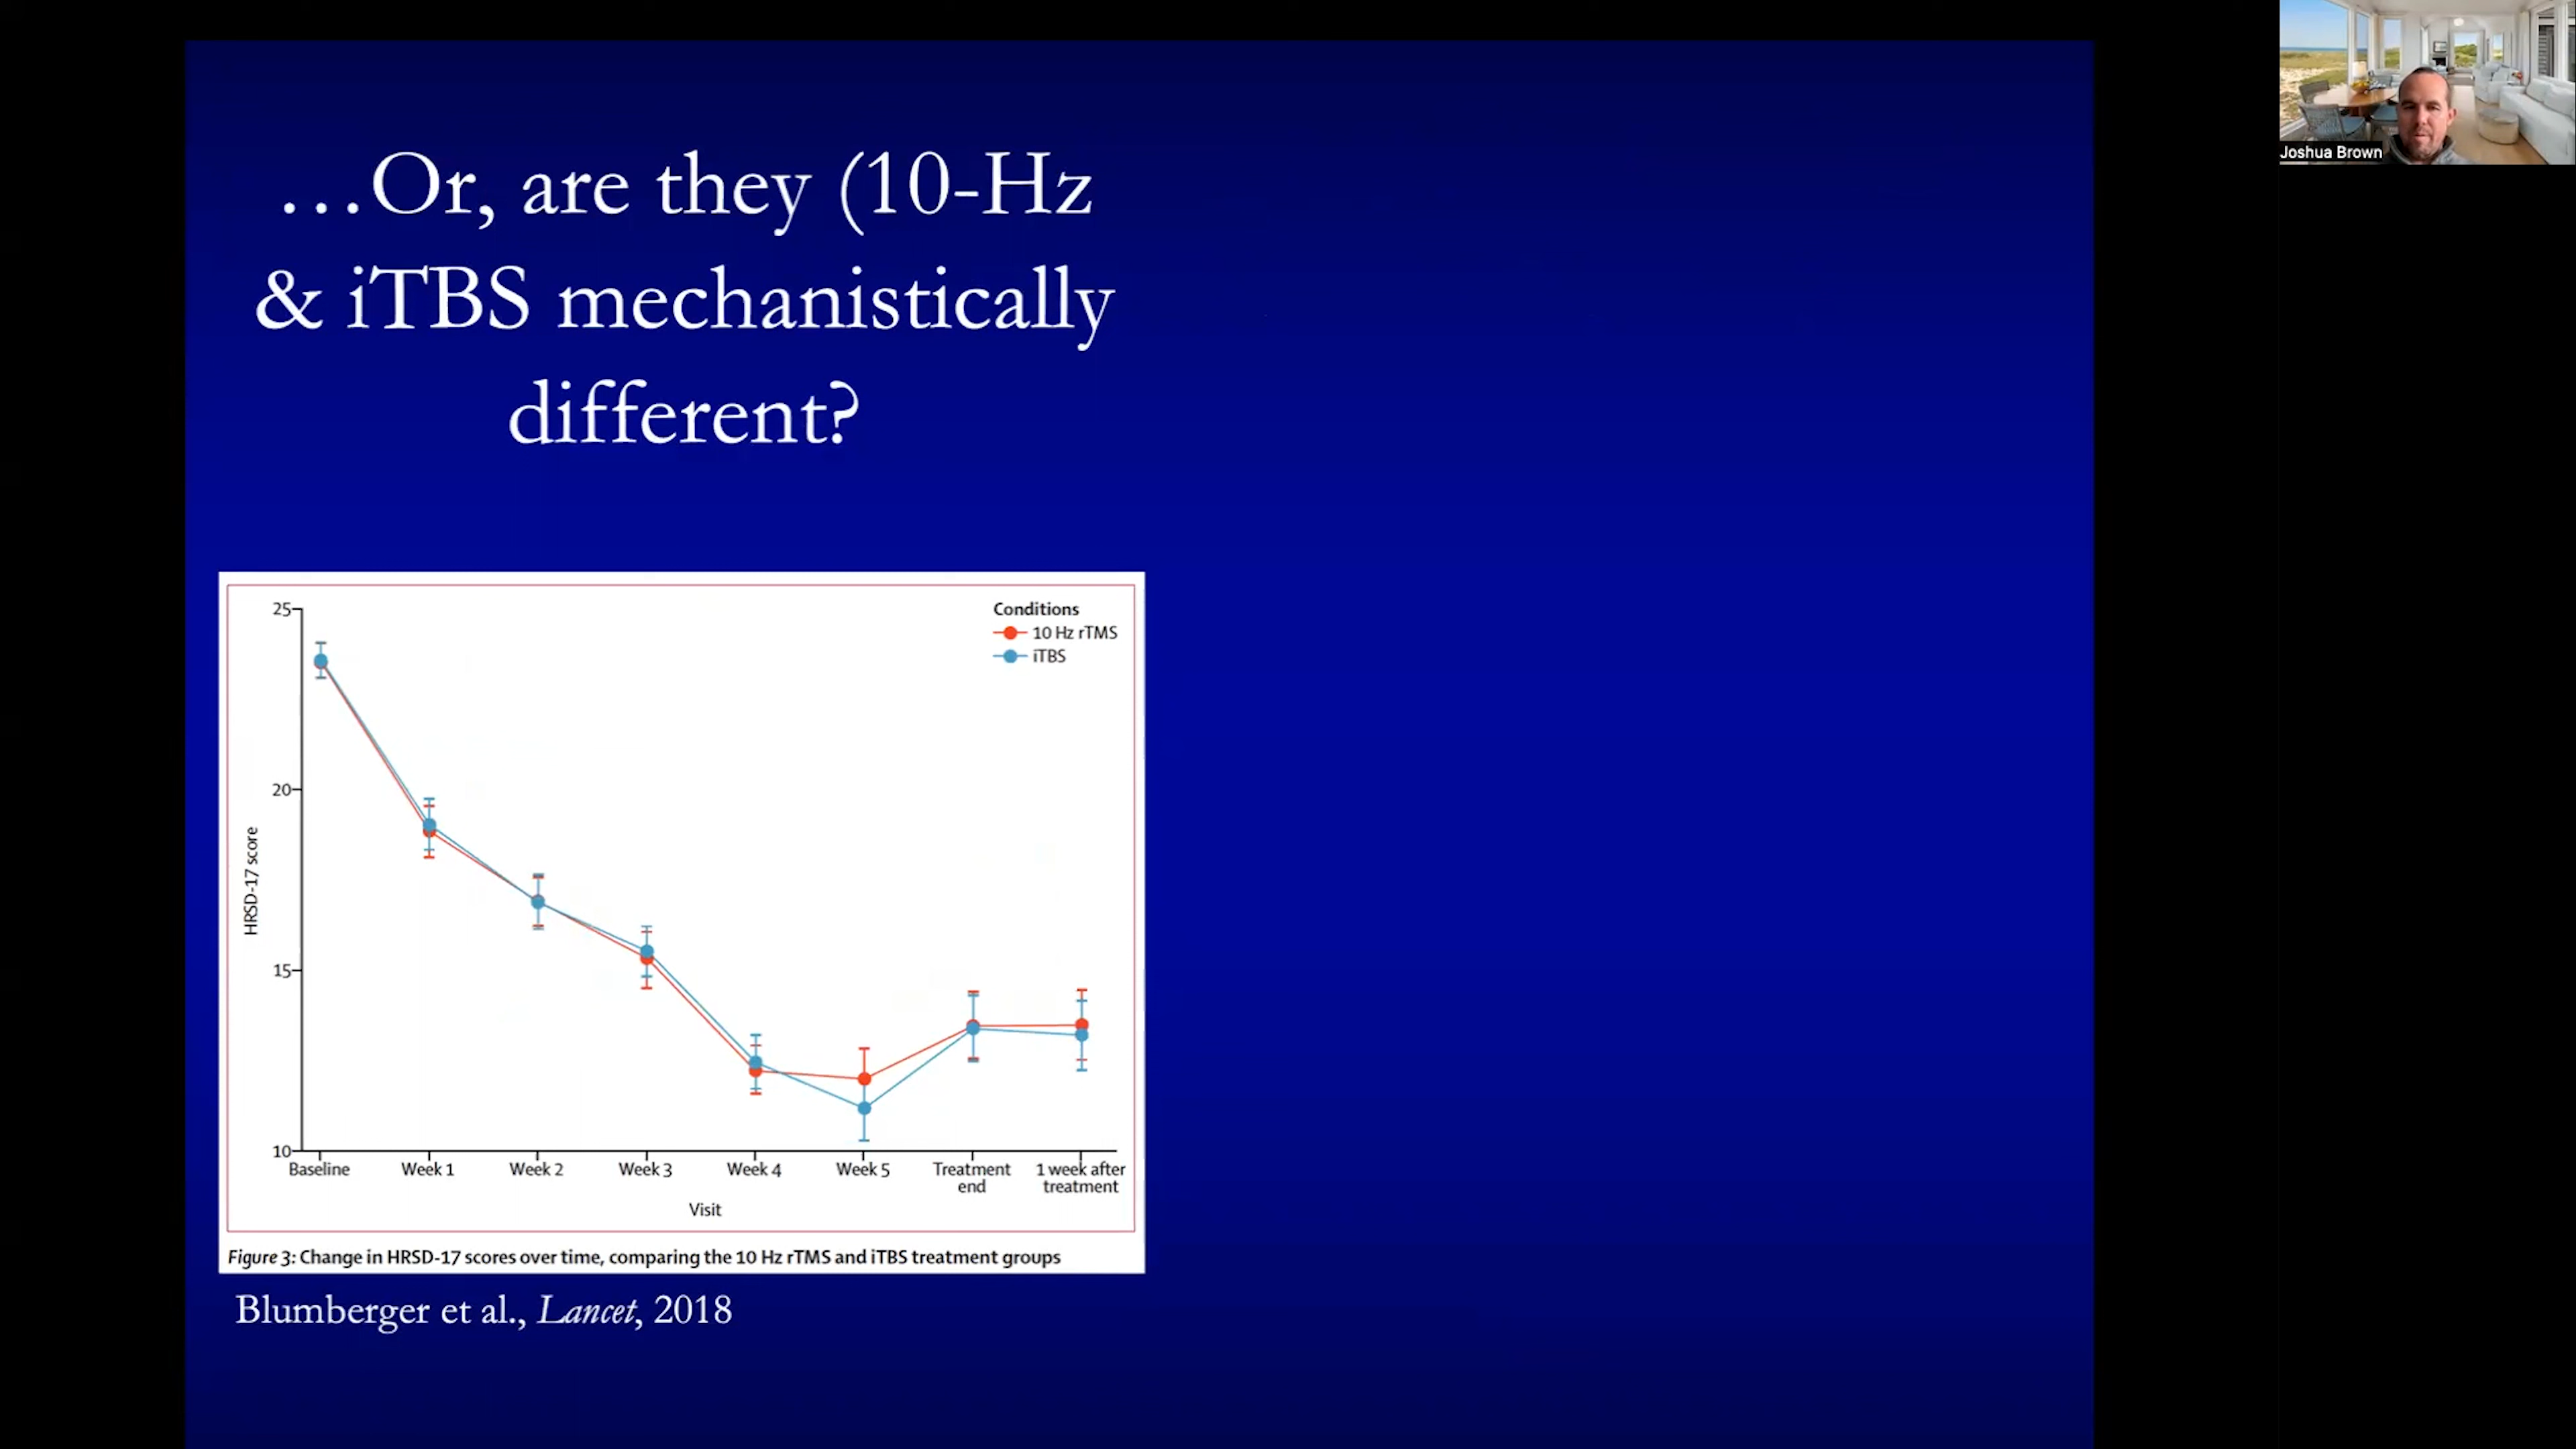 …Or, are they (10-Hz
& iTBS mechanistically
different?
Joshua Brown
25
20
15
10
HRSD-17 score
Conditions
10 Hz rTMS
iTBS
Baseline
Week 1
Week 2
Week 3
Week 4
Week 5
Treatment
end
1 week after
treatment
Visit
Figure 3: Change in HRSD-17 scores over time, comparing the 10 Hz rTMS and iTBS treatment groups
Blumberger et al., Lancet, 2018